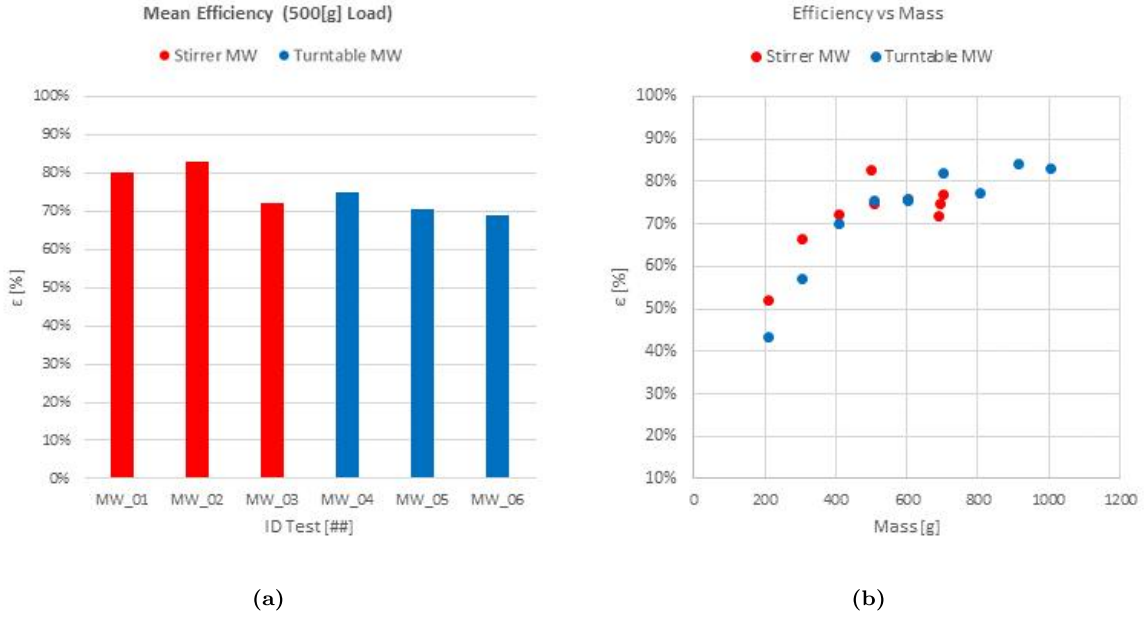 Mean Efficiency (500[g] Load)
Stirrer MW Turntable MW
100%
90%
80%
70%
60%
50%
40%
30%
20%
10%
0%
ε [%]
MW_01 MW_02 MW_03 MW_04 MW_05 MW_06
ID Test [##]
(a)
Efficiency vs Mass
Stirrer MW Turntable MW
100%
90%
80%
70%
60%
50%
40%
30%
20%
10%
ε [%]
0 200 400 600 800 1000 1200
Mass [g]
(b)